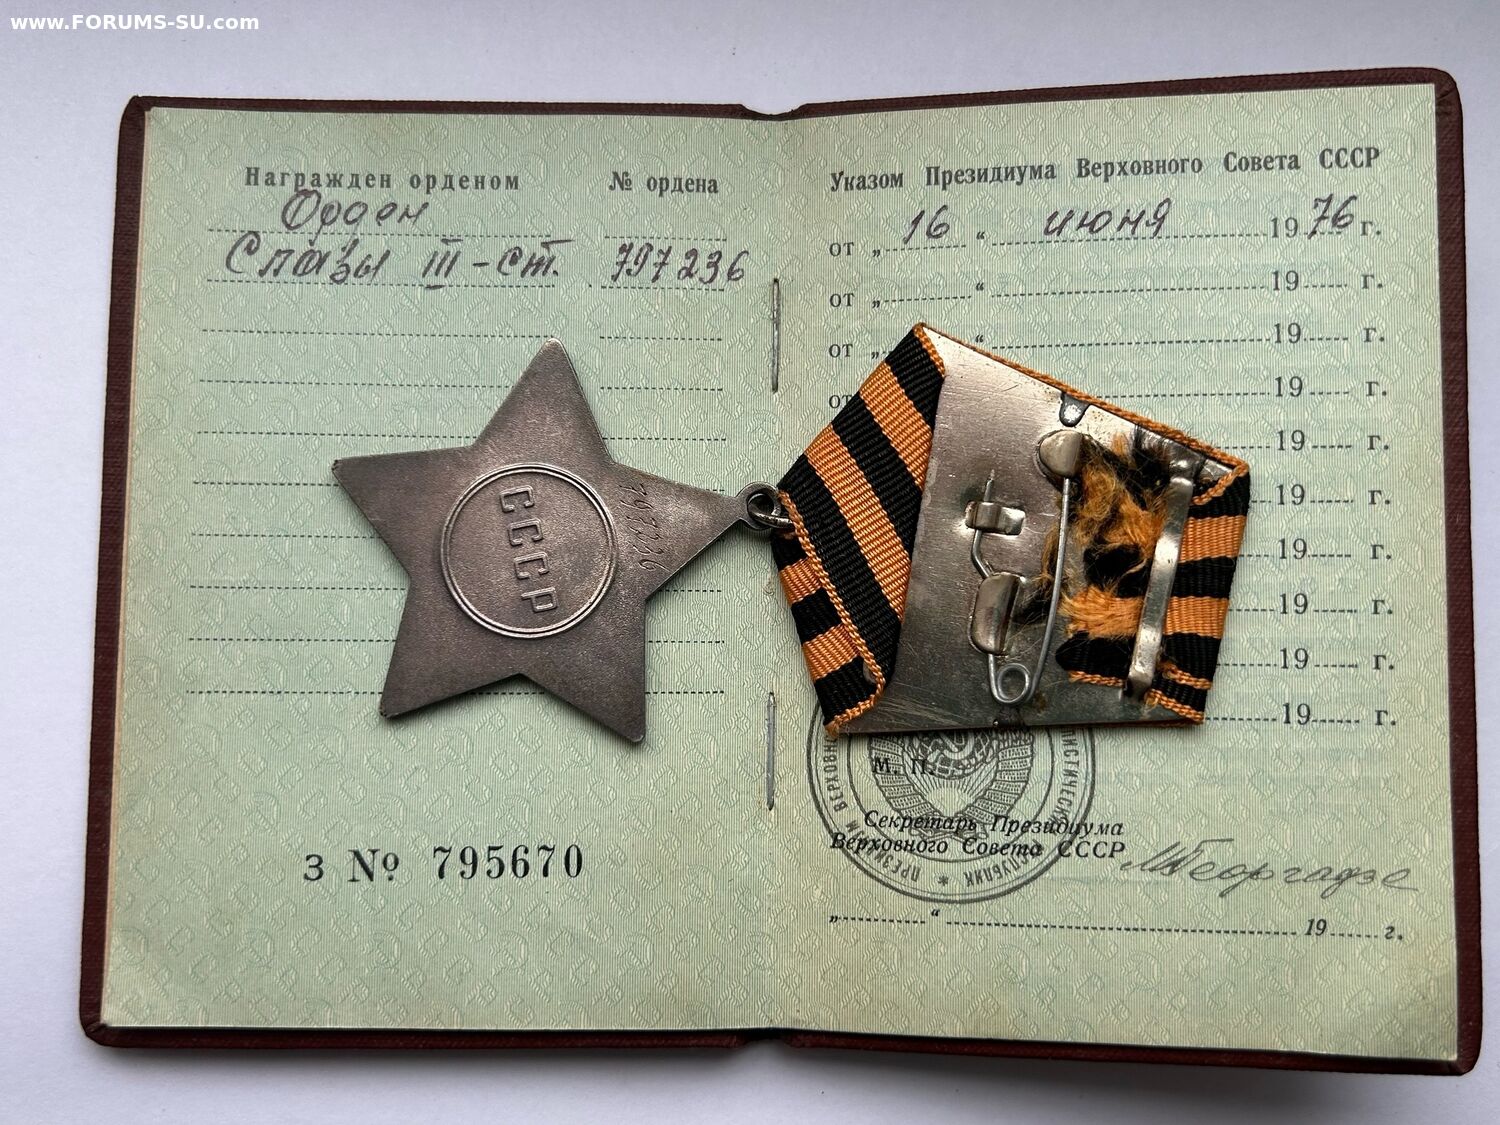 www.FORUMS-SU.com
Награжден орденом № ордена
Орден
Славы III-ст. 797236
З № 795670
Указом Президиума Верховного Совета СССР
от „16“ июня 1976 г.
от „ “ 19 г.
от „ “ 19 г.
от 19 г.
19 г.
19 г.
19 г.
19 г.
19 г.
19 г.
СССР
797236
М. П.
Секретарь Президиума
Верховного Совета СССР МГеоргадзе
„ “ 19 г.